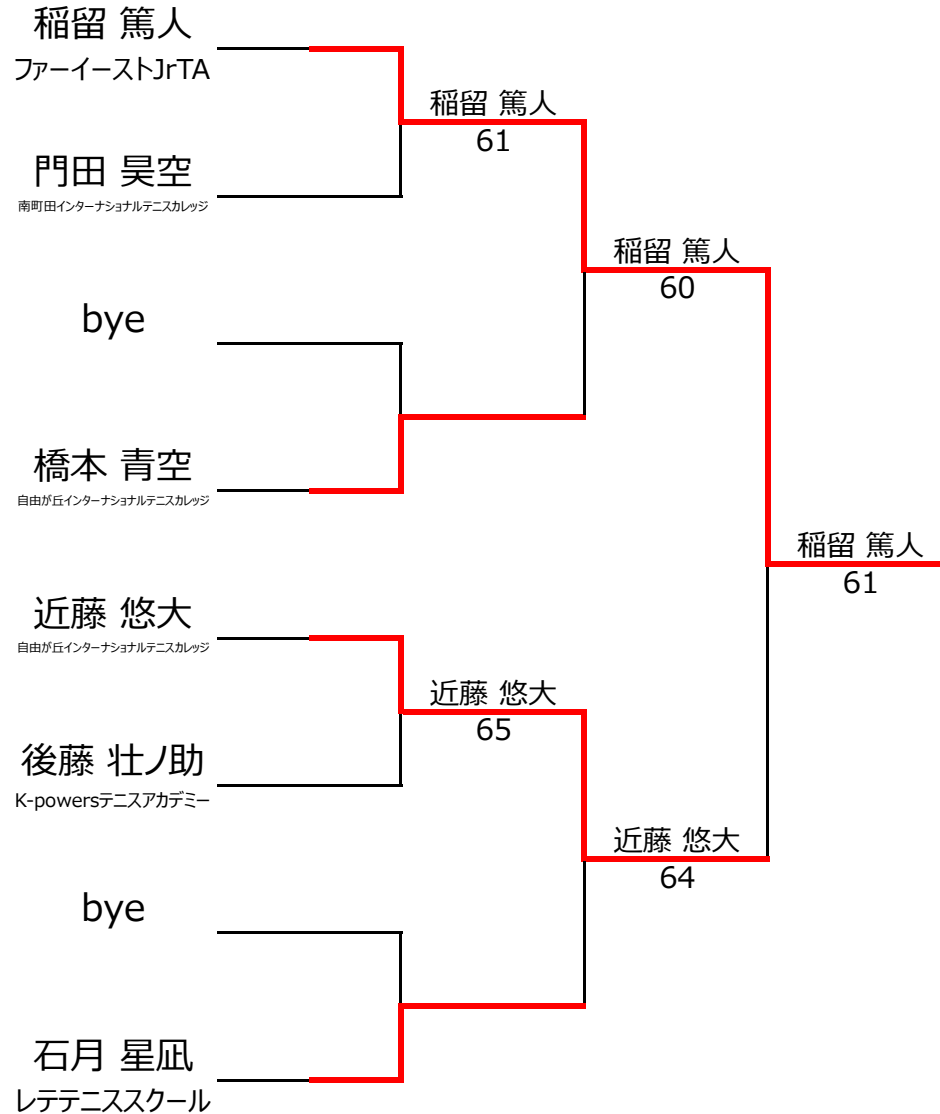 稲留 篤人
ファーイーストJrTA
門田 昊空
南町田インターナショナルテニスカレッジ
bye
橋本 青空
自由が丘インターナショナルテニスカレッジ
近藤 悠大
自由が丘インターナショナルテニスカレッジ
後藤 壮ノ助
K-powersテニスアカデミー
bye
石月 星凪
レテテニススクール
稲留 篤人
61
近藤 悠大
65
稲留 篤人
60
近藤 悠大
64
稲留 篤人
61